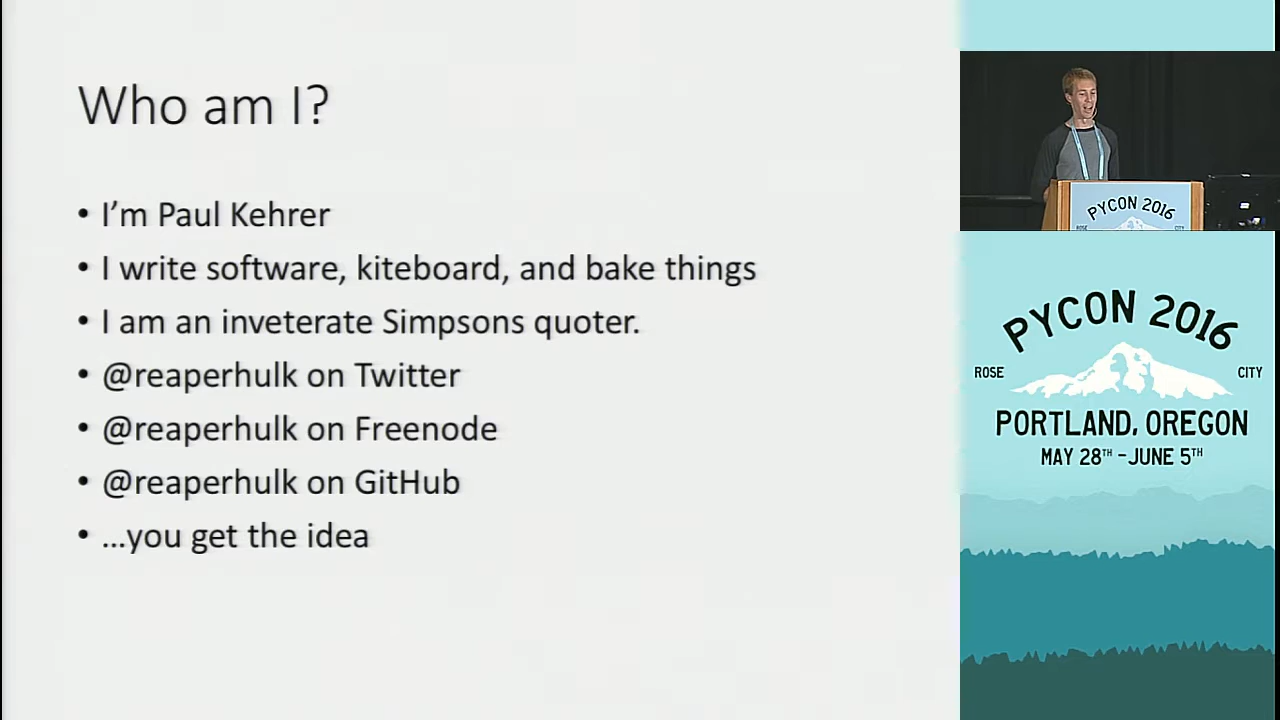 Who am I?
• I’m Paul Kehrer
• I write software, kiteboard, and bake things
• I am an inveterate Simpsons quoter.
• @reaperhulk on Twitter
• @reaperhulk on Freenode
• @reaperhulk on GitHub
• …you get the idea
PYCON 2016
ROSE
CITY
PYCON 2016
ROSE
CITY
PORTLAND, OREGON
MAY 28TH - JUNE 5TH